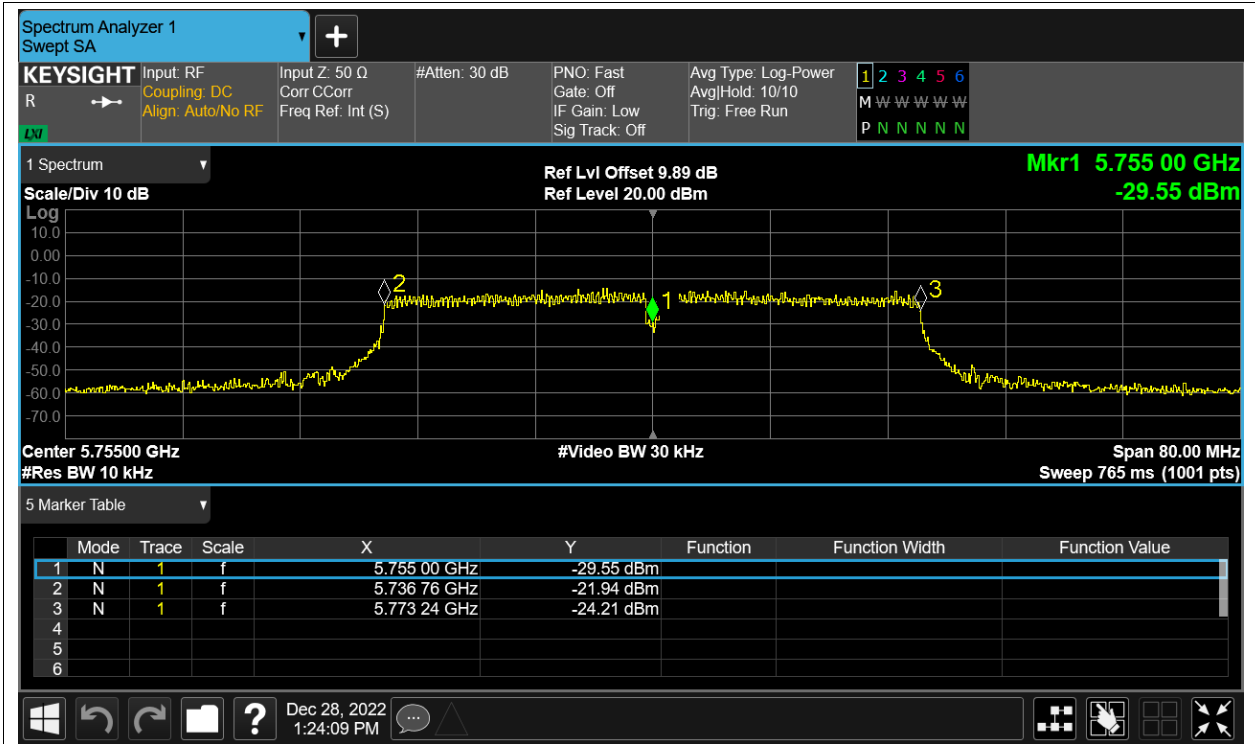 Spectrum Analyzer 1
Swept SA
KEYSIGHT
R
LXI
Input: RF
Coupling: DC
Align: Auto/No RF
Input Z: 50 Ω
Corr CCorr
Freq Ref: Int (S)
#Atten: 30 dB
PNO: Fast
Gate: Off
IF Gain: Low
Sig Track: Off
Avg Type: Log-Power
Avg|Hold: 10/10
Trig: Free Run
1 2 3 4 5 6
M W W W W W
P N N N N N
1 Spectrum
Scale/Div 10 dB
Ref Lvl Offset 9.89 dB
Ref Level 20.00 dBm
Mkr1 5.755 00 GHz
-29.55 dBm
Log
10.0
0.00
-10.0
-20.0
-30.0
-40.0
-50.0
-60.0
-70.0
2
1
3
Center 5.75500 GHz
#Video BW 30 kHz
Span 80.00 MHz
#Res BW 10 kHz
Sweep 765 ms (1001 pts)
5 Marker Table
Mode Trace Scale X Y Function Function Width Function Value
1 N 1 f 5.755 00 GHz -29.55 dBm
2 N 1 f 5.736 76 GHz -21.94 dBm
3 N 1 f 5.773 24 GHz -24.21 dBm
4
5
6
?
Dec 28, 2022
1:24:09 PM